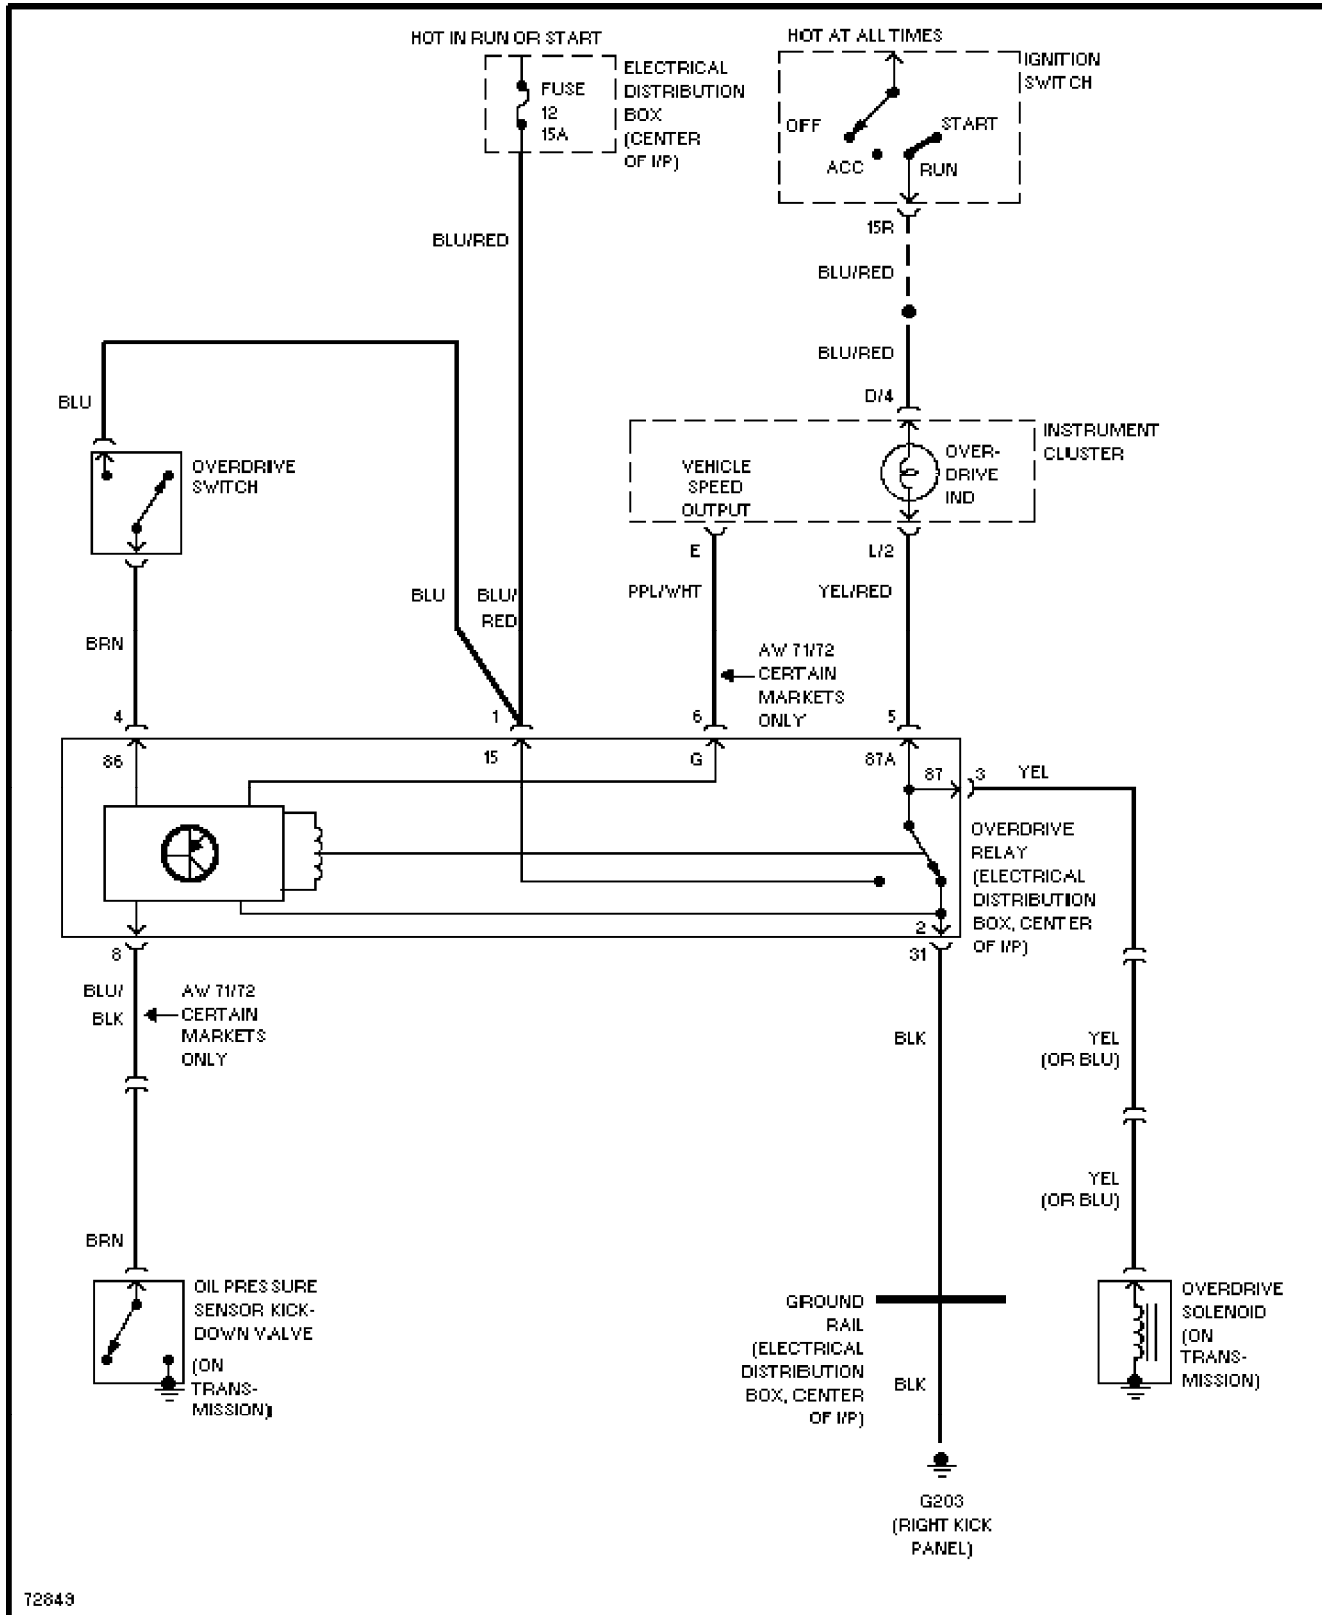 HOT IN RUN OR START
FUSE
12
15A
ELECTRICAL
DISTRIBUTION
BOX
(CENTER
OF I/P)
HOT AT ALL TIMES
IGNITION
SWITCH
OFF
START
ACC
RUN
15R
BLU/RED
BLU/RED
BLU/RED
D/4
BLU
OVERDRIVE
SWITCH
VEHICLE
SPEED
OUTPUT
OVER-
DRIVE
IND
INSTRUMENT
CLUSTER
E
L/2
BLU
BLU/
RED
PPL/WHT
YEL/RED
BRN
AW 71/72
CERTAIN
MARKETS
ONLY
4
1
6
5
86
15
G
87A
87
3
YEL
OVERDRIVE
RELAY
(ELECTRICAL
DISTRIBUTION
BOX, CENTER
OF I/P)
2
8
31
BLU/
BLK
AW 71/72
CERTAIN
MARKETS
ONLY
BLK
YEL
(OR BLU)
YEL
(OR BLU)
BRN
OIL PRESSURE
SENSOR KICK-
DOWN VALVE
(ON
TRANS-
MISSION)
GROUND
RAIL
(ELECTRICAL
DISTRIBUTION
BOX, CENTER
OF I/P)
BLK
OVERDRIVE
SOLENOID
(ON
TRANS-
MISSION)
G203
(RIGHT KICK
PANEL)
72849